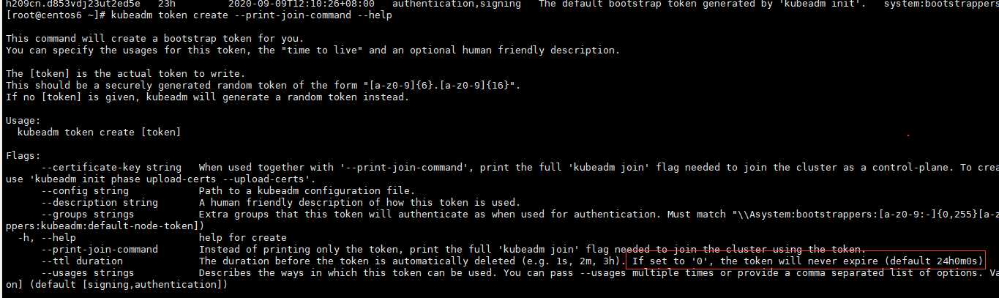 h209cn.d853vdj23ut2ed5e   23h         2020-09-09T12:10:26+08:00   authentication,signing   The default bootstrap token generated by 'kubeadm init'.   system:bootstrappers
[root@centos6 ~]# kubeadm token create --print-join-command --help
This command will create a bootstrap token for you.
You can specify the usages for this token, the "time to live" and an optional human friendly description.
The [token] is the actual token to write.
This should be a securely generated random token of the form "[a-z0-9]{6}.[a-z0-9]{16}".
If no [token] is given, kubeadm will generate a random token instead.
Usage:
  kubeadm token create [token]
Flags:
      --certificate-key string   When used together with '--print-join-command', print the full 'kubeadm join' flag needed to join the cluster as a control-plane. To crea
use 'kubeadm init phase upload-certs --upload-certs'.
      --config string            Path to a kubeadm configuration file.
      --description string       A human friendly description of how this token is used.
      --groups strings           Extra groups that this token will authenticate as when used for authentication. Must match "\\Asystem:bootstrappers:[a-z0-9:-]{0,255}[a-z
ppers:kubeadm:default-node-token])
  -h, --help                     help for create
      --print-join-command       Instead of printing only the token, print the full 'kubeadm join' flag needed to join the cluster using the token.
      --ttl duration             The duration before the token is automatically deleted (e.g. 1s, 2m, 3h). If set to '0', the token will never expire (default 24h0m0s)
      --usages strings           Describes the ways in which this token can be used. You can pass --usages multiple times or provide a comma separated list of options. Va
on] (default [signing,authentication])